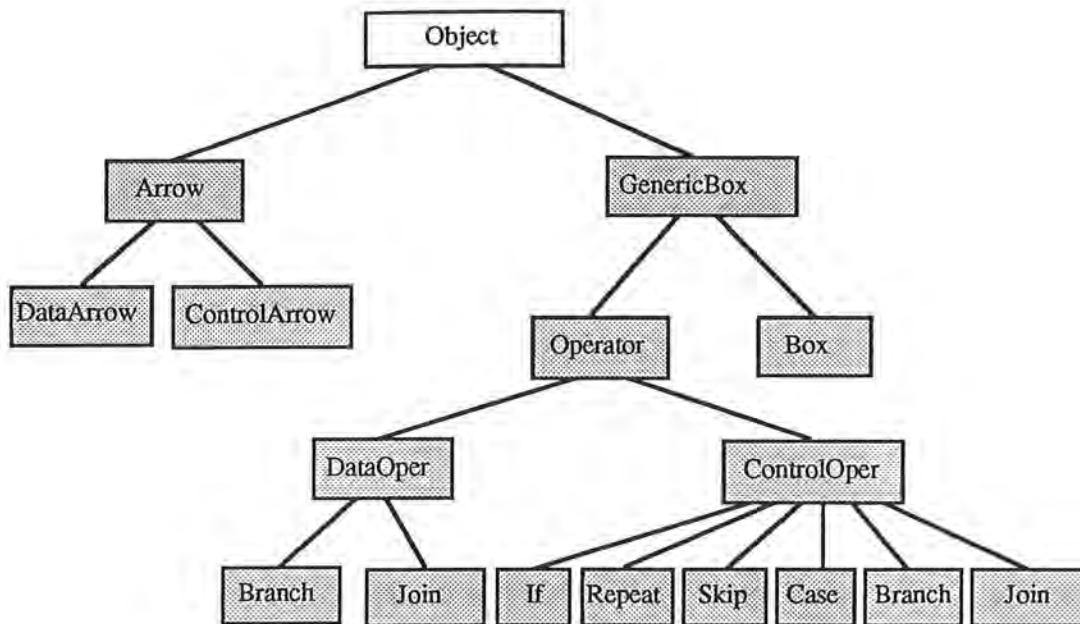 Object
Arrow
GenericBox
DataArrow
ControlArrow
Operator
Box
DataOper
ControlOper
Branch
Join
If
Repeat
Skip
Case
Branch
Join